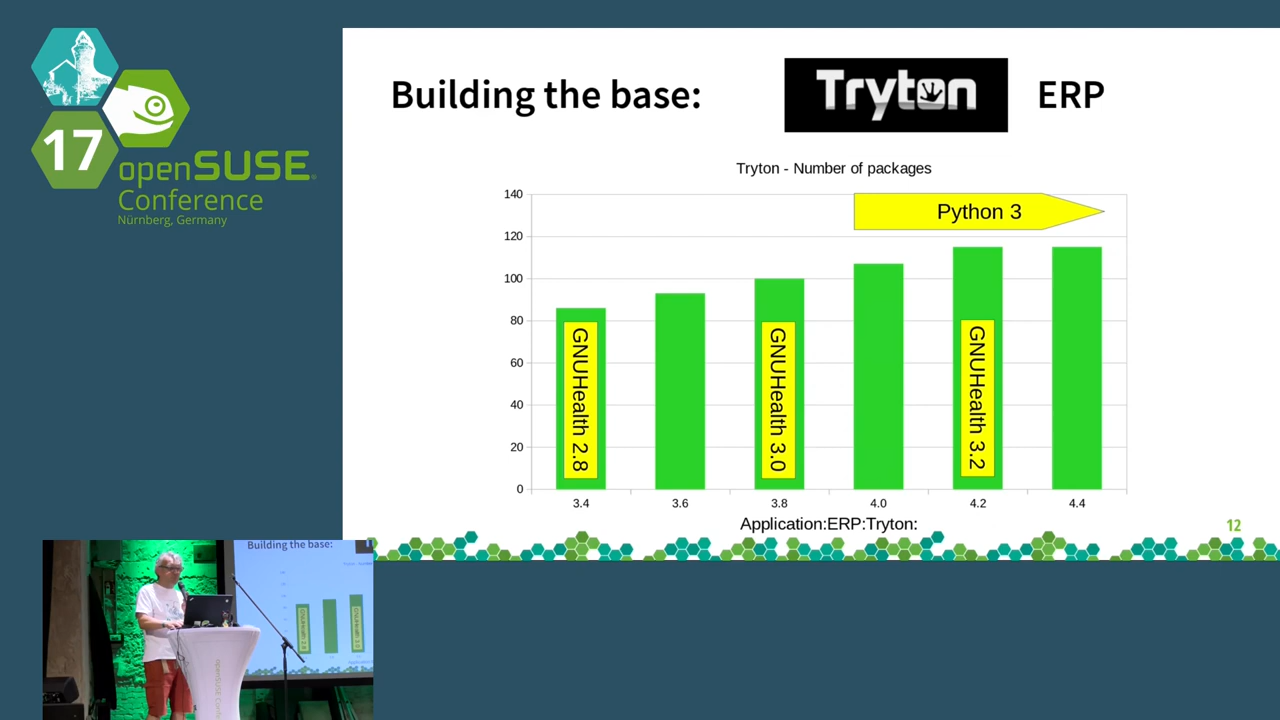 17
openSUSE
Conference
Nürnberg, Germany
Building the base:
Tryton
ERP
Tryton - Number of packages
140
120
100
80
60
40
20
0
Python 3
GNUHealth 2.8
GNUHealth 3.0
GNUHealth 3.2
3.4
3.6
3.8
4.0
4.2
4.4
Application:ERP:Tryton:
12
Building the base: